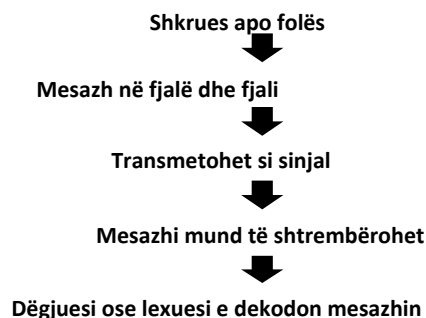 Shkrues apo folës
Mesazh në fjalë dhe fjali
Transmetohet si sinjal
Mesazhi mund të shtrembërohet
Dëgjuesi ose lexuesi e dekodon mesazhin